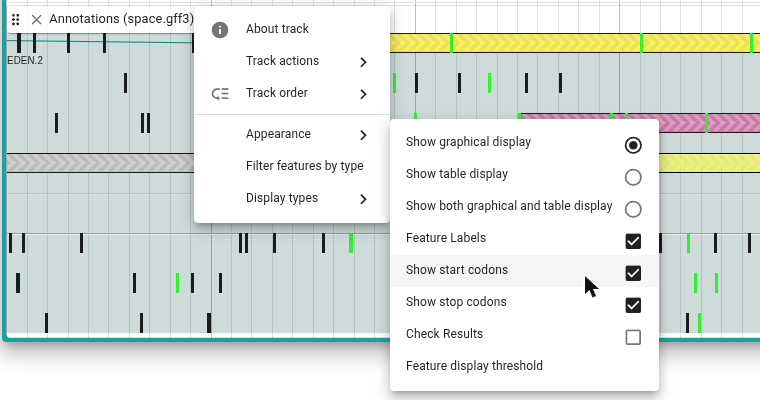 Annotations (space.gff3)
EDEN.2
About track
Track actions
Track order
Appearance
Filter features by type
Display types
Show graphical display
Show table display
Show both graphical and table display
Feature Labels
Show start codons
Show stop codons
Check Results
Feature display threshold